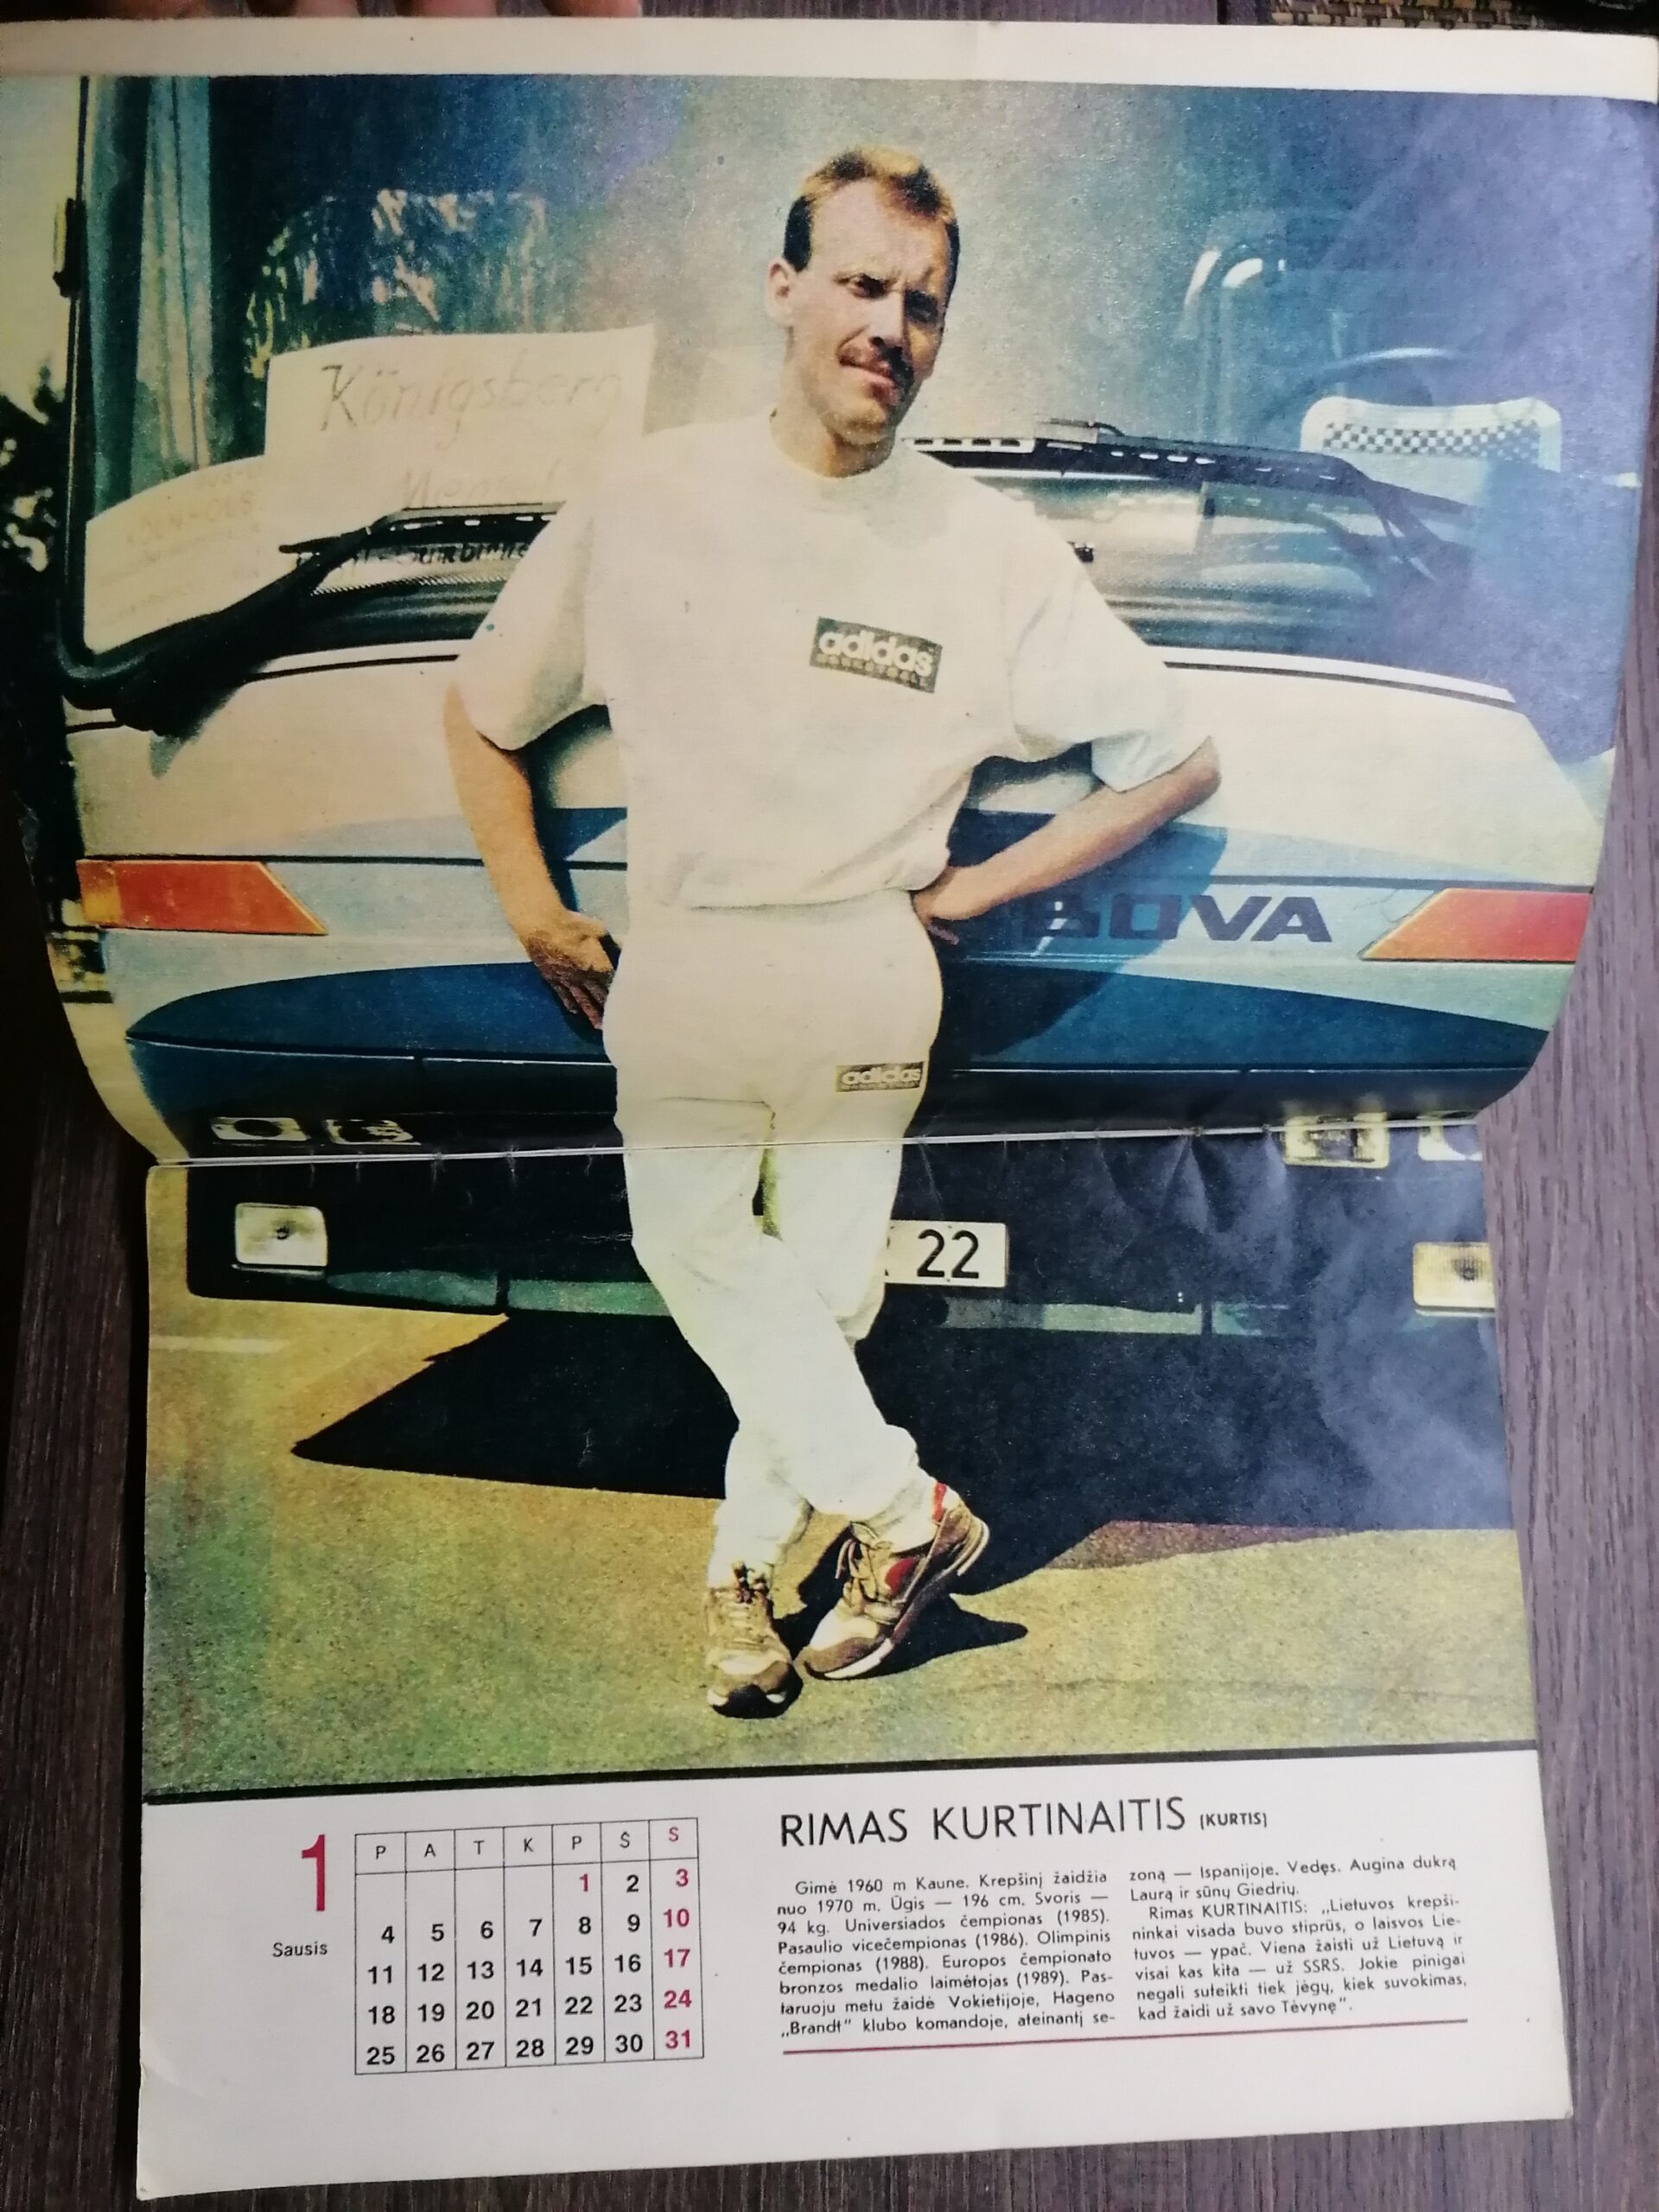 Königsberg
adidas
BOVA
adidas
22
RIMAS KURTINAITIS (KURTIS)
1
Sausis
P A T K P Š S
1 2 3
4 5 6 7 8 9 10
11 12 13 14 15 16 17
18 19 20 21 22 23 24
25 26 27 28 29 30 31
Gimė 1960 m Kaune. Krepšinį žaidžia
nuo 1970 m. Ūgis — 196 cm. Svoris —
94 kg. Universiados čempionas (1985).
Pasaulio vicečempionas (1986). Olimpinis
čempionas (1988). Europos čempionato
bronzos medalio laimėtojas (1989). Pas-
taruoju metu žaidė Vokietijoje, Hageno
„Brandt" klubo komandoje, ateinantį se-
zoną — Ispanijoje. Vedęs. Augina dukrą
Laurą ir sūnų Giedrių.
Rimas KURTINAITIS: „Lietuvos krepši-
ninkai visada buvo stiprūs, o laisvos Lie-
tuvos — ypač. Viena žaisti už Lietuvą ir
visai kas kita — už SSRS. Jokie pinigai
negali suteikti tiek jėgų, kiek suvokimas,
kad žaidi už savo Tėvynę".